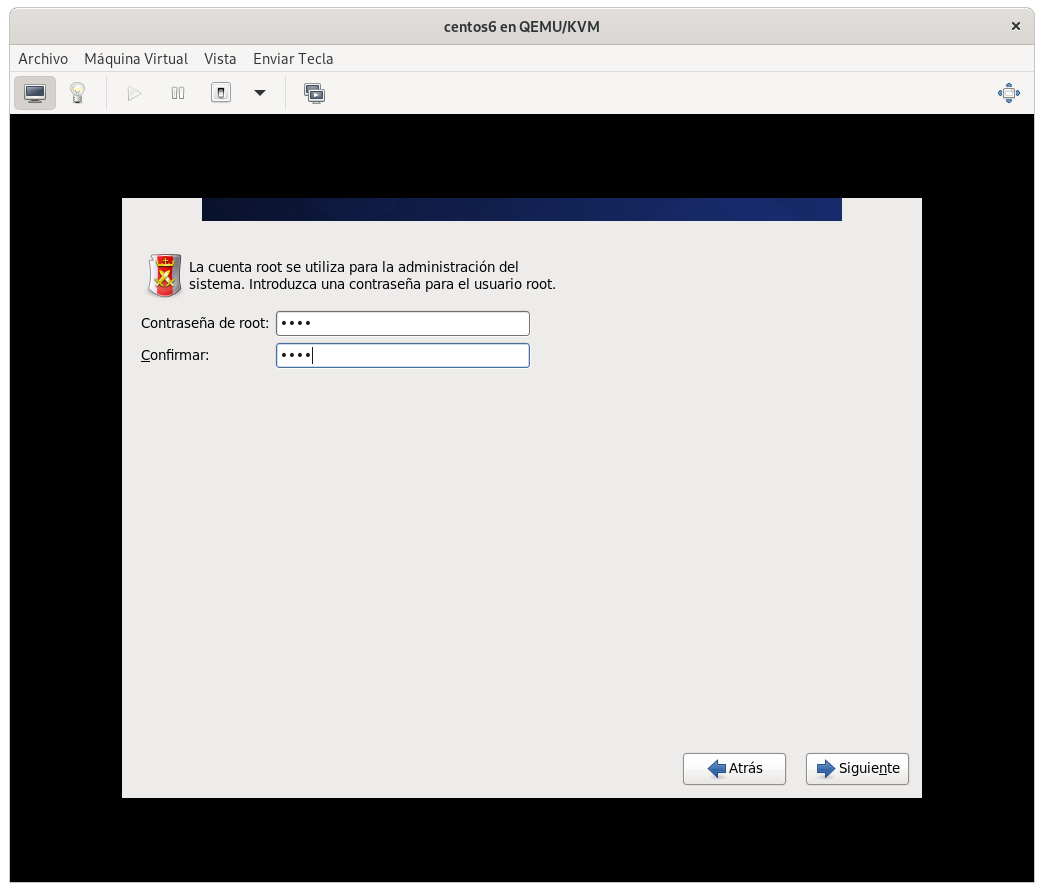 centos6 en QEMU/KVM
Archivo Máquina Virtual Vista Enviar Tecla
La cuenta root se utiliza para la administración del
sistema. Introduzca una contraseña para el usuario root.
Contraseña de root: ••••
Confirmar: ••••
Atrás Siguiente